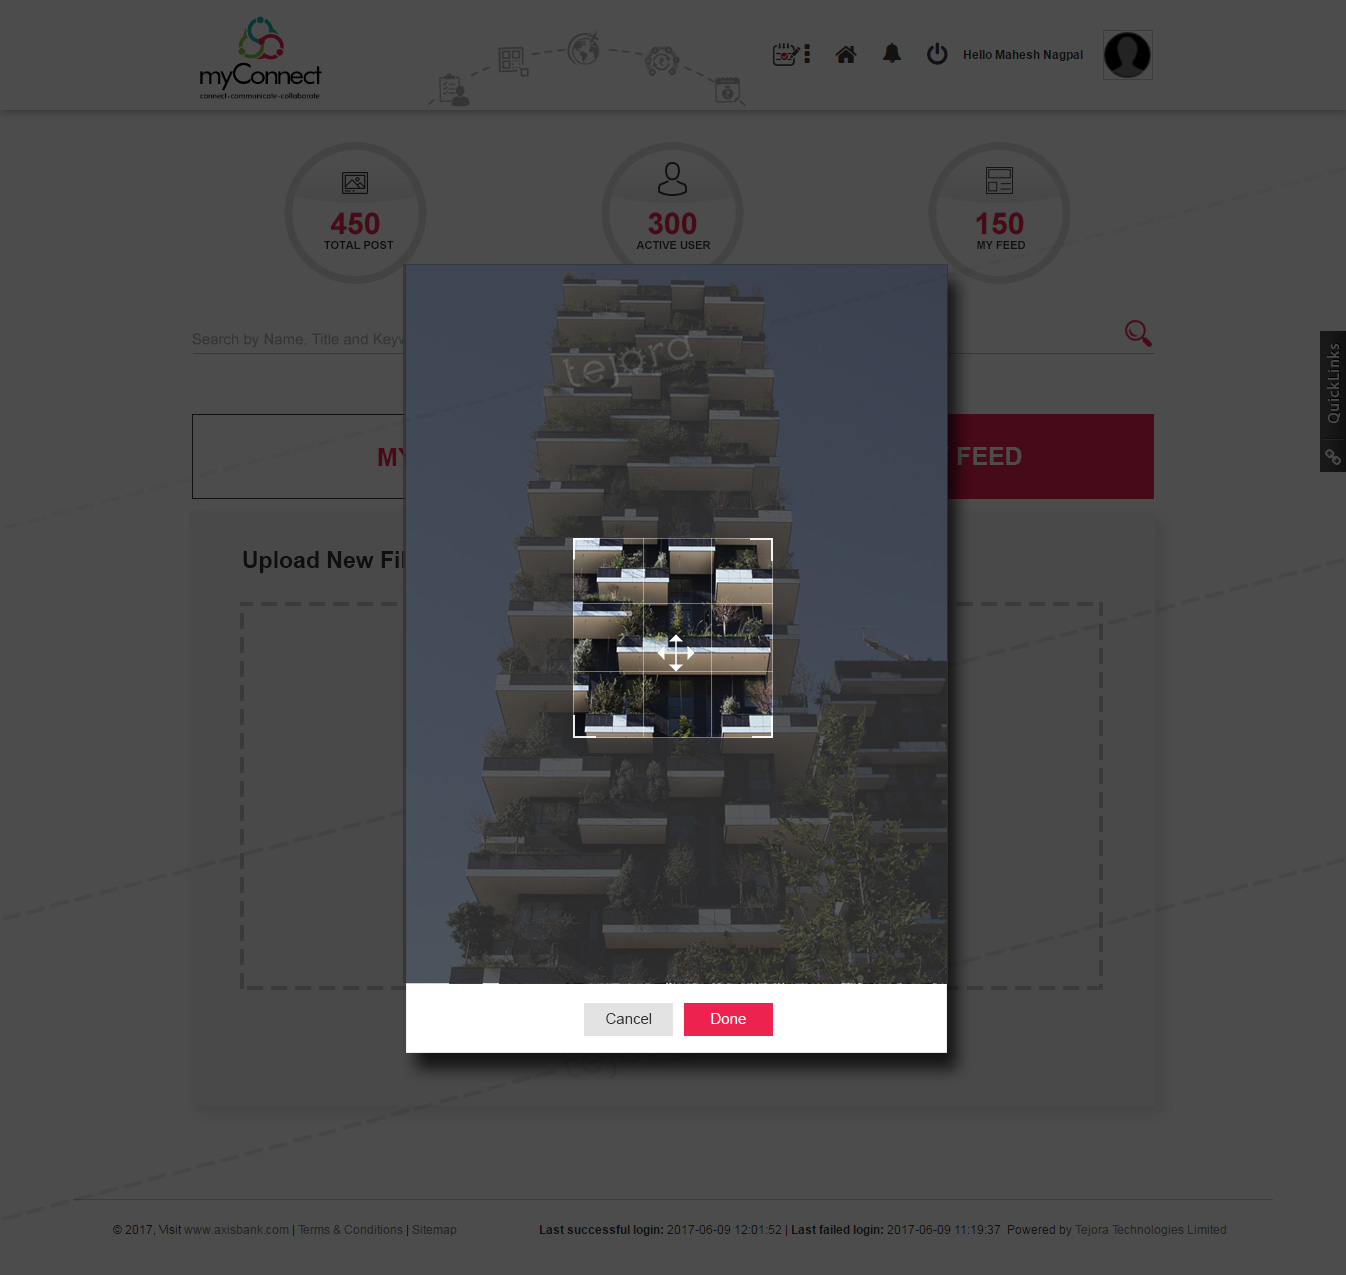 myConnect
connect-communicate-collaborate
Hello Mahesh Nagpal
450
TOTAL POST
300
ACTIVE USER
150
MY FEED
Search by Name, Title and Keyw
QuickLinks
tejora
MY
FEED
Upload New Fil
Cancel
Done
© 2017, Visit www.axisbank.com | Terms & Conditions | Sitemap
Last successful login: 2017-06-09 12:01:52 | Last failed login: 2017-06-09 11:19:37 Powered by Tejora Technologies Limited